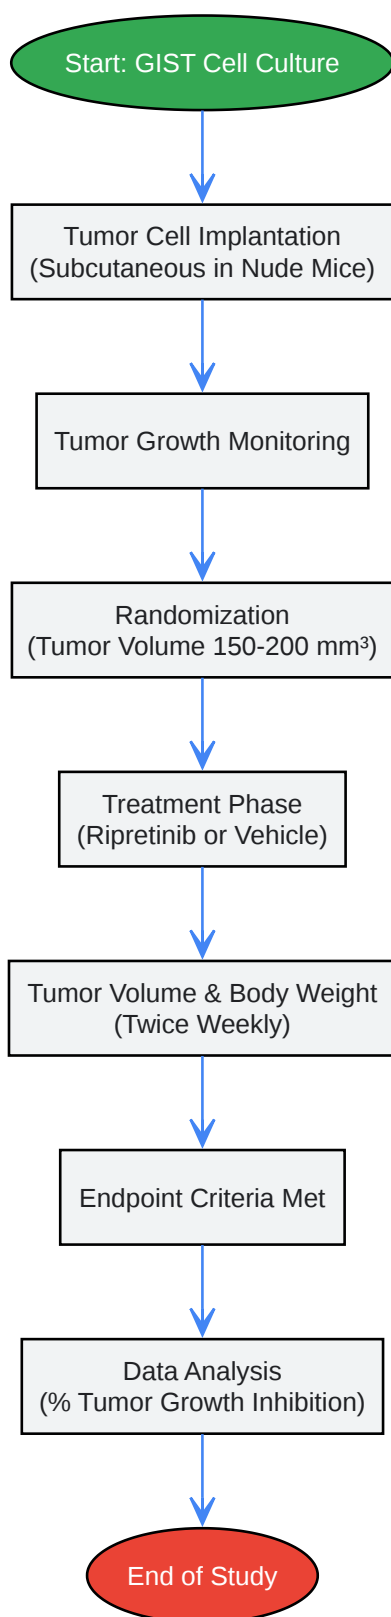 Start: GIST Cell Culture
Tumor Cell Implantation
(Subcutaneous in Nude Mice)
Tumor Growth Monitoring
Randomization
(Tumor Volume 150-200 mm³)
Treatment Phase
(Ripretinib or Vehicle)
Tumor Volume & Body Weight
(Twice Weekly)
Endpoint Criteria Met
Data Analysis
(% Tumor Growth Inhibition)
End of Study